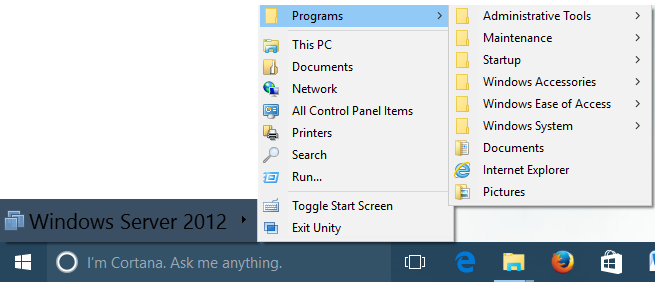 Programs
This PC
Documents
Network
All Control Panel Items
Printers
Search
Run...
Toggle Start Screen
Exit Unity
Administrative Tools
Maintenance
Startup
Windows Accessories
Windows Ease of Access
Windows System
Documents
Internet Explorer
Pictures
Windows Server 2012
I'm Cortana. Ask me anything.